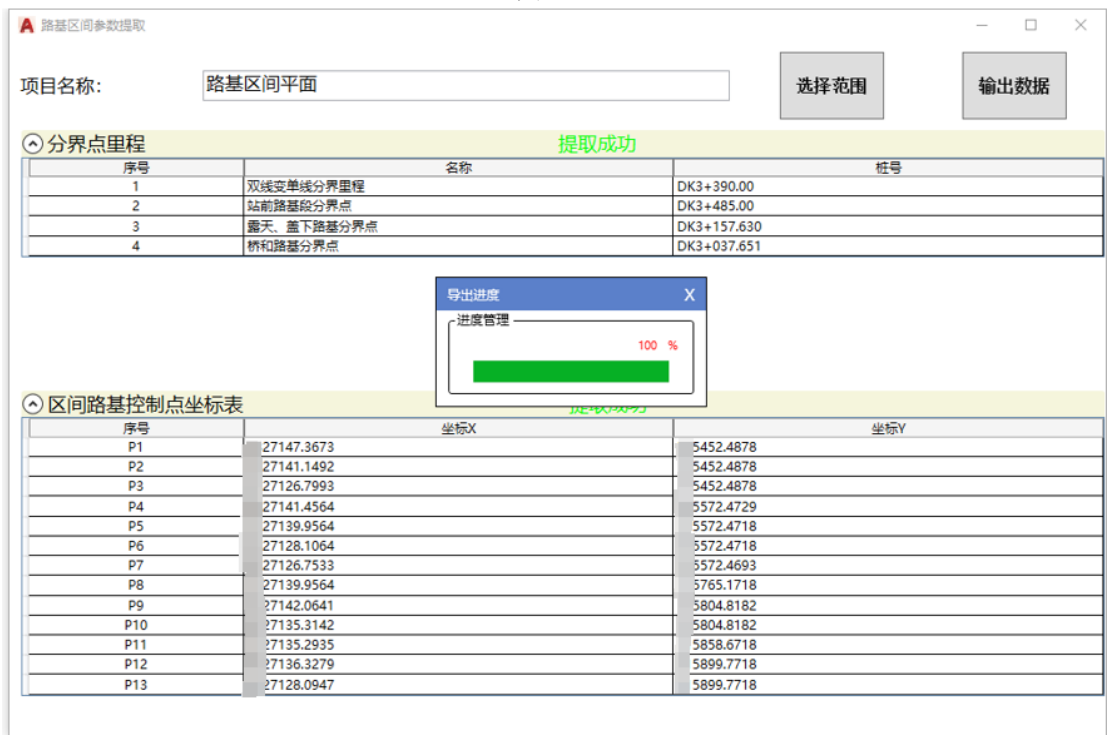 路基区间参数提取
项目名称: 路基区间平面 选择范围 输出数据
分界点里程 提取成功
序号 名称 桩号
1 双线变单线分界里程 DK3+390.00
2 站前路基段分界点 DK3+485.00
3 露天、盖下路基分界点 DK3+157.630
4 桥和路基分界点 DK3+037.651
导出进度 X
进度管理
100 %
区间路基控制点坐标表 提取成功
序号 坐标X 坐标Y
P1 27147.3673 5452.4878
P2 27141.1492 5452.4878
P3 27126.7993 5452.4878
P4 27141.4564 5572.4729
P5 27139.9564 5572.4718
P6 27128.1064 5572.4718
P7 27126.7533 5572.4693
P8 27139.9564 5765.1718
P9 27142.0641 5804.8182
P10 27135.3142 5804.8182
P11 27135.2935 5858.6718
P12 27136.3279 5899.7718
P13 27128.0947 5899.7718